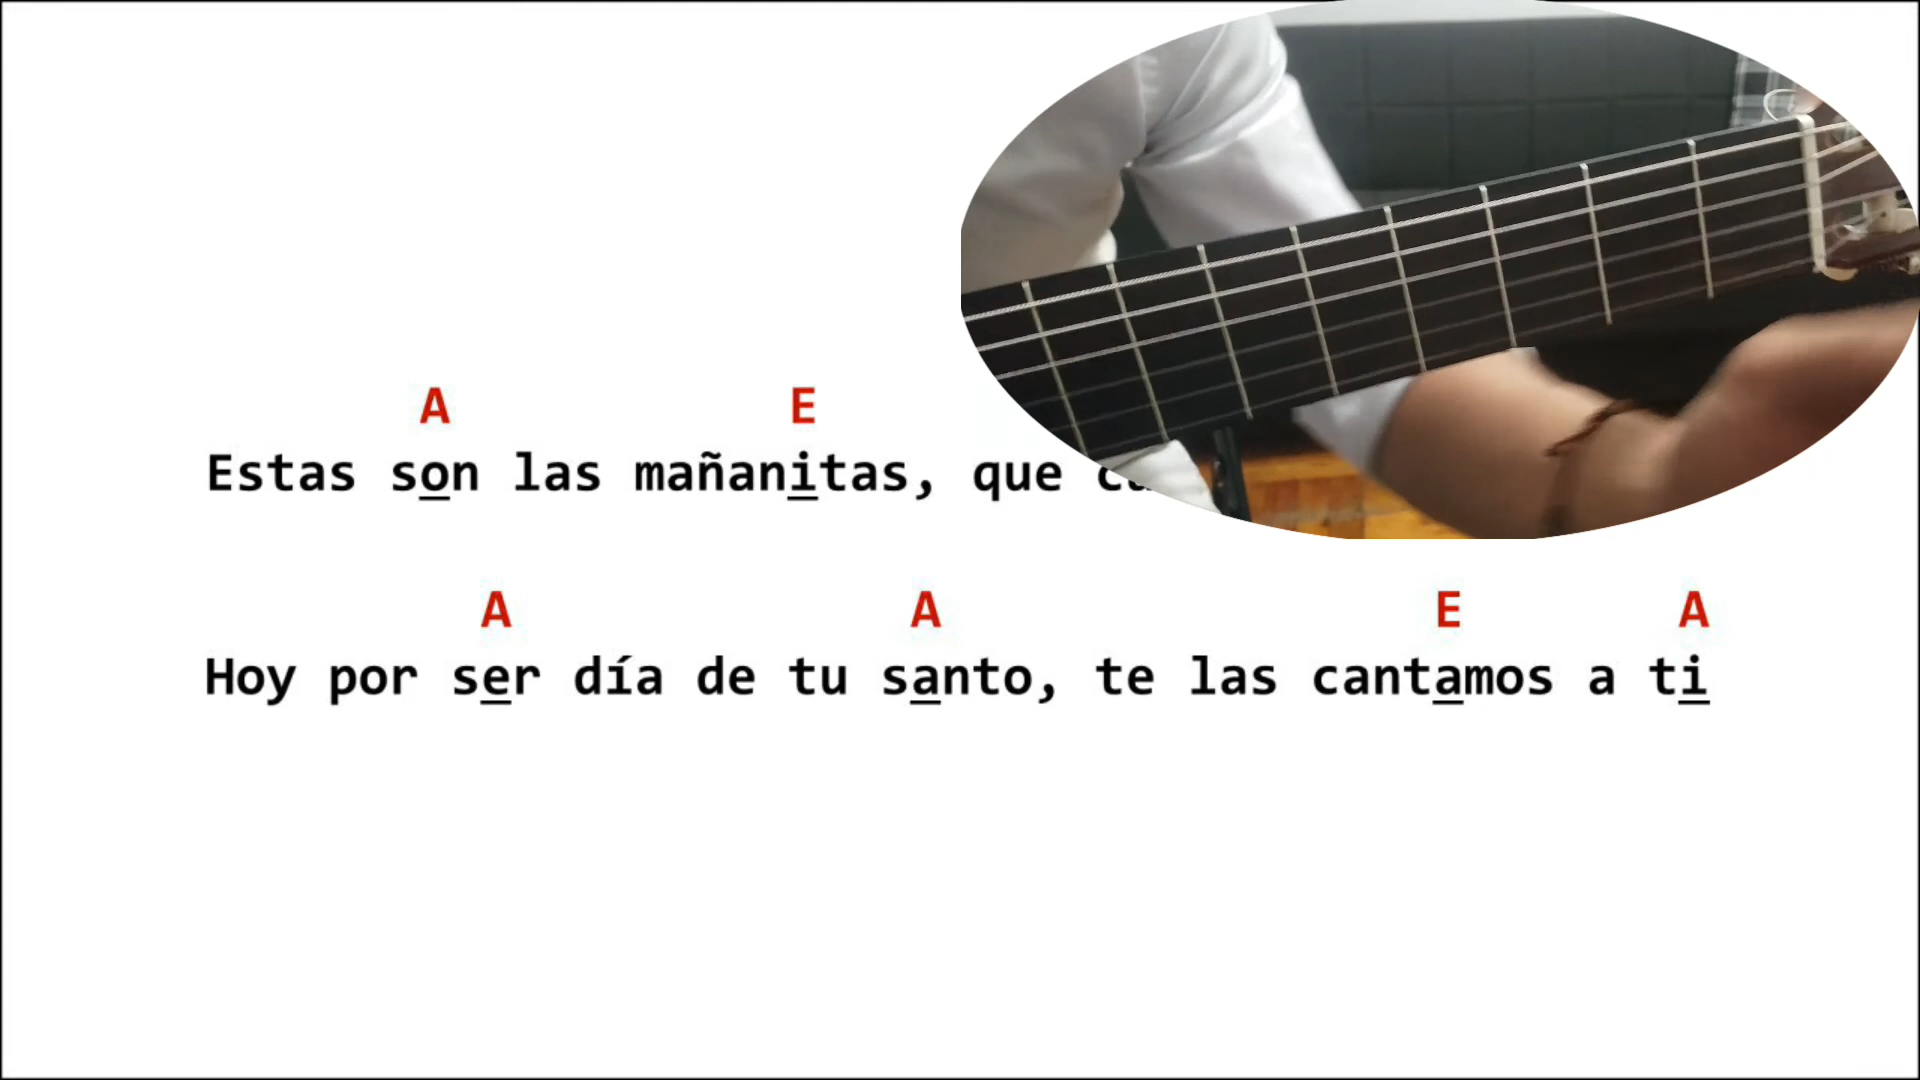 A E
Estas son las mañanitas, que
A A E A
Hoy por ser día de tu santo, te las cantamos a ti